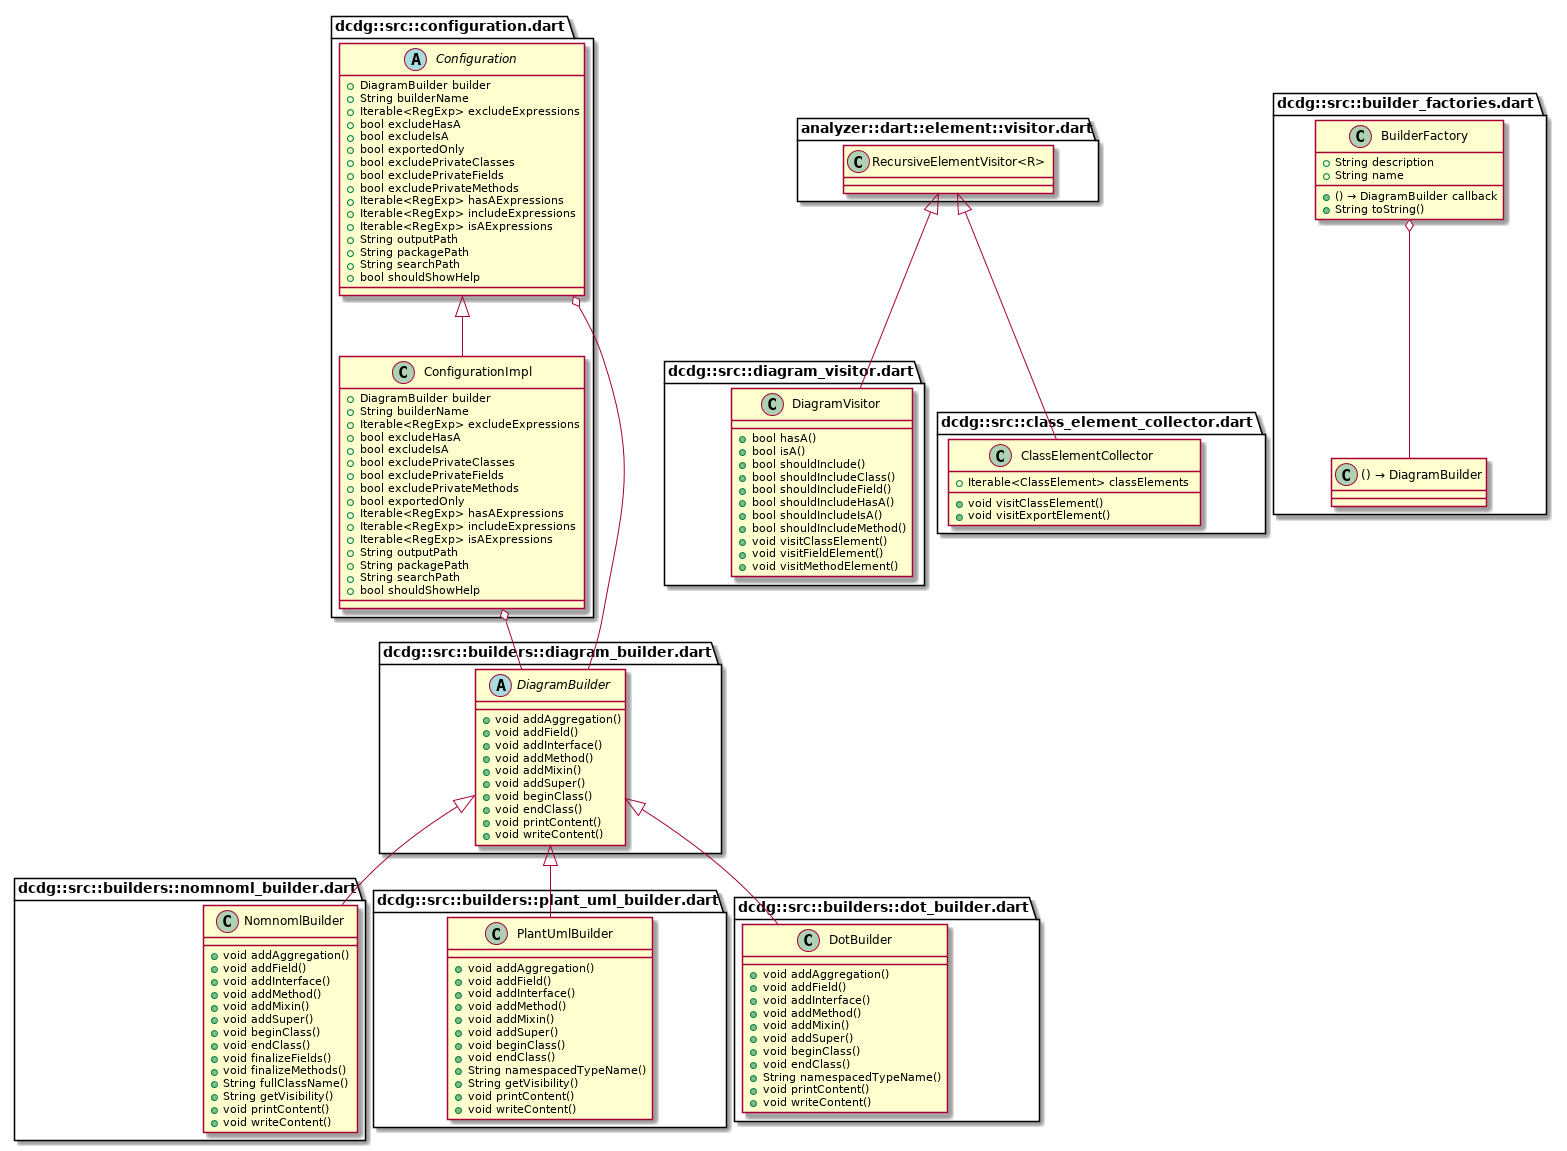 dcdg::src::configuration.dart
A Configuration
DiagramBuilder builder
String builderName
Iterable<RegExp> excludeExpressions
bool excludeHasA
bool excludeIsA
bool exportedOnly
bool excludePrivateClasses
bool excludePrivateFields
bool excludePrivateMethods
Iterable<RegExp> hasAExpressions
Iterable<RegExp> includeExpressions
Iterable<RegExp> isAExpressions
String outputPath
String packagePath
String searchPath
bool shouldShowHelp
C ConfigurationImpl
DiagramBuilder builder
String builderName
Iterable<RegExp> excludeExpressions
bool excludeHasA
bool excludeIsA
bool excludePrivateClasses
bool excludePrivateFields
bool excludePrivateMethods
bool exportedOnly
Iterable<RegExp> hasAExpressions
Iterable<RegExp> includeExpressions
Iterable<RegExp> isAExpressions
String outputPath
String packagePath
String searchPath
bool shouldShowHelp
analyzer::dart::element::visitor.dart
C RecursiveElementVisitor<R>
dcdg::src::builder_factories.dart
C BuilderFactory
String description
String name
() → DiagramBuilder callback
String toString()
C () → DiagramBuilder
dcdg::src::diagram_visitor.dart
C DiagramVisitor
bool hasA()
bool isA()
bool shouldInclude()
bool shouldIncludeClass()
bool shouldIncludeField()
bool shouldIncludeHasA()
bool shouldIncludeIsA()
bool shouldIncludeMethod()
void visitClassElement()
void visitFieldElement()
void visitMethodElement()
dcdg::src::class_element_collector.dart
C ClassElementCollector
Iterable<ClassElement> classElements
void visitClassElement()
void visitExportElement()
dcdg::src::builders::diagram_builder.dart
A DiagramBuilder
void addAggregation()
void addField()
void addInterface()
void addMethod()
void addMixin()
void addSuper()
void beginClass()
void endClass()
void printContent()
void writeContent()
dcdg::src::builders::nomnoml_builder.dart
C NomnomlBuilder
void addAggregation()
void addField()
void addInterface()
void addMethod()
void addMixin()
void addSuper()
void beginClass()
void endClass()
void finalizeFields()
void finalizeMethods()
String fullClassName()
String getVisibility()
void printContent()
void writeContent()
dcdg::src::builders::plant_uml_builder.dart
C PlantUmlBuilder
void addAggregation()
void addField()
void addInterface()
void addMethod()
void addMixin()
void addSuper()
void beginClass()
void endClass()
String namespacedTypeName()
String getVisibility()
void printContent()
void writeContent()
dcdg::src::builders::dot_builder.dart
C DotBuilder
void addAggregation()
void addField()
void addInterface()
void addMethod()
void addMixin()
void addSuper()
void beginClass()
void endClass()
String namespacedTypeName()
void printContent()
void writeContent()